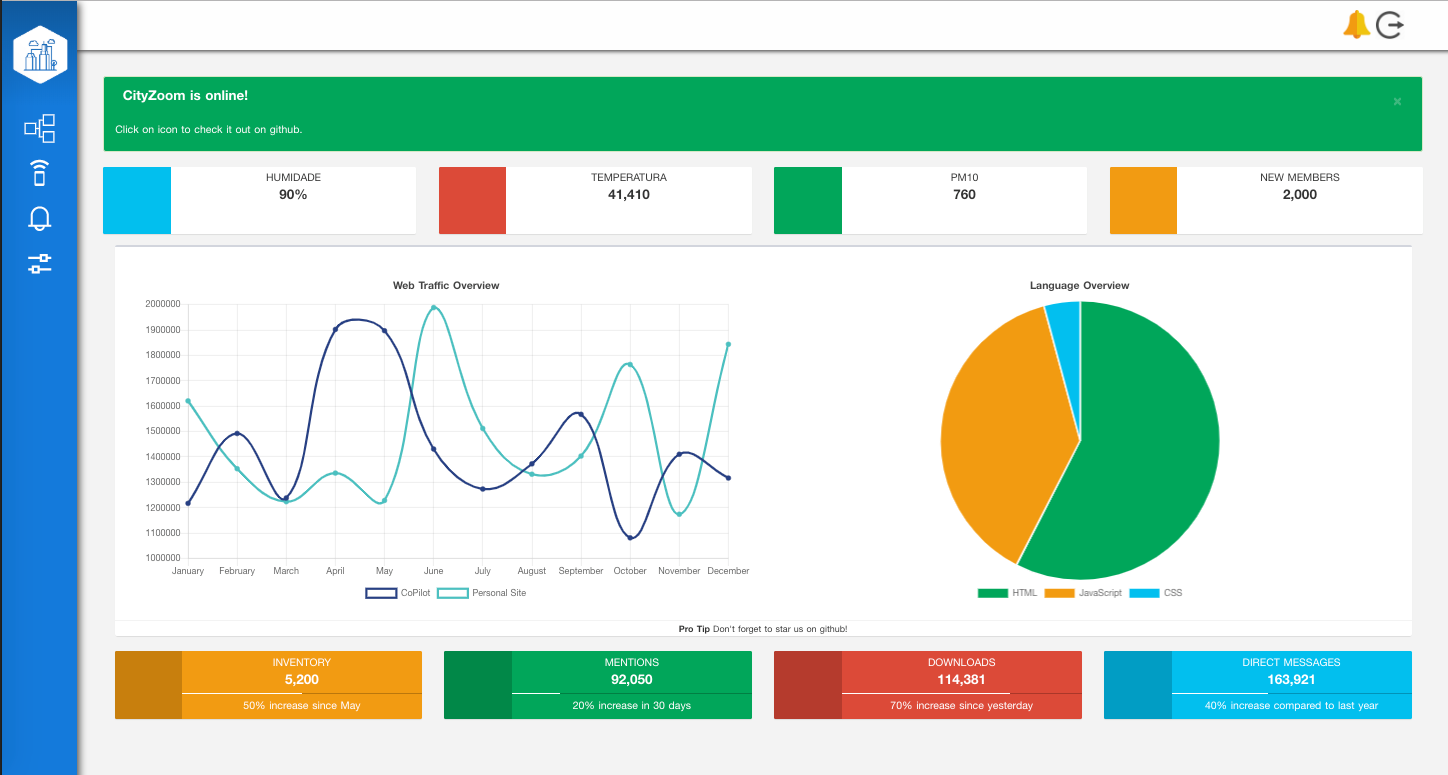 CityZoom is online!
×
Click on icon to check it out on github.
HUMIDADE
90%
TEMPERATURA
41,410
PM10
760
NEW MEMBERS
2,000
Web Traffic Overview
2000000
1900000
1800000
1700000
1600000
1500000
1400000
1300000
1200000
1100000
1000000
January February March April May June July August September October November December
CoPilot Personal Site
Language Overview
HTML JavaScript CSS
Pro Tip Don't forget to star us on github!
INVENTORY
5,200
50% increase since May
MENTIONS
92,050
20% increase in 30 days
DOWNLOADS
114,381
70% increase since yesterday
DIRECT MESSAGES
163,921
40% increase compared to last year